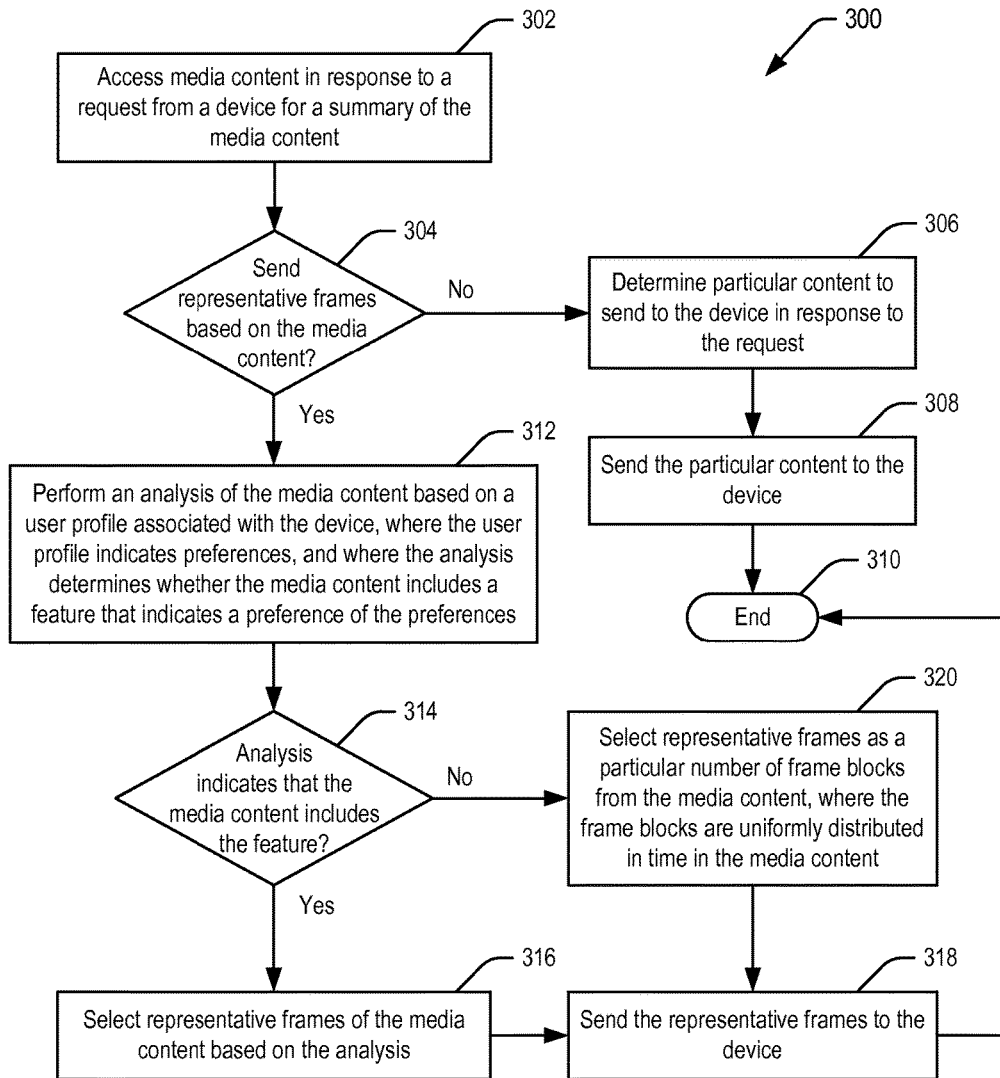 302
300
Access media content in response to a
request from a device for a summary of the
media content
304
Send
representative frames
based on the media
content?
No
306
Determine particular content to
send to the device in response to
the request
Yes
308
Send the particular content to the
device
312
Perform an analysis of the media content based on a
user profile associated with the device, where the user
profile indicates preferences, and where the analysis
determines whether the media content includes a
feature that indicates a preference of the preferences
310
End
314
Analysis
indicates that the
media content includes
the feature?
No
320
Select representative frames as a
particular number of frame blocks
from the media content, where the
frame blocks are uniformly distributed
in time in the media content
Yes
316
Select representative frames of the media
content based on the analysis
318
Send the representative frames to the
device